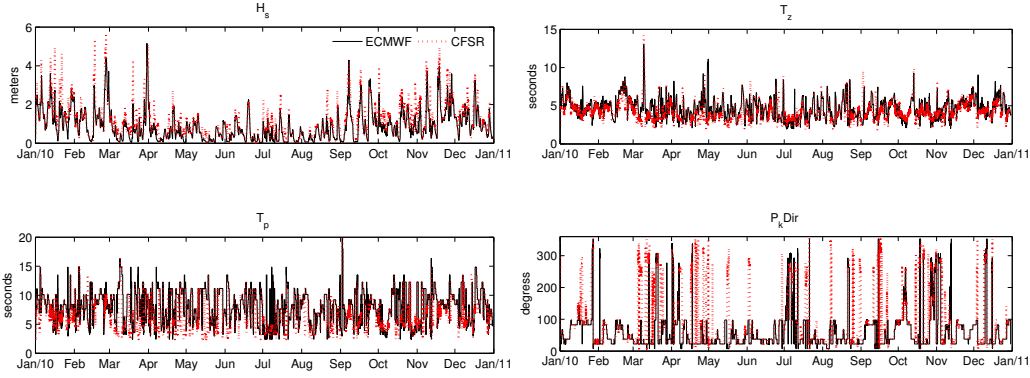 H_s
6
4
2
0
meters
ECMWF CFSR
Jan/10 Feb Mar Apr May Jun Jul Aug Sep Oct Nov Dec Jan/11
T_z
15
10
5
0
seconds
Jan/10 Feb Mar Apr May Jun Jul Aug Sep Oct Nov Dec Jan/11
T_p
20
15
10
5
0
seconds
Jan/10 Feb Mar Apr May Jun Jul Aug Sep Oct Nov Dec Jan/11
P_kDir
300
200
100
0
degress
Jan/10 Feb Mar Apr May Jun Jul Aug Sep Oct Nov Dec Jan/11